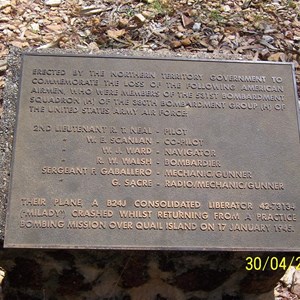 ERECTED BY THE NORTHERN TERRITORY GOVERNMENT TO
COMMEMORATE THE LOSS OF THE FOLLOWING AMERICAN
AIRMEN, WHO WERE MEMBERS OF THE 531ST BOMBARDMENT
SQUADRON (H) OF THE 380TH BOMBARDMENT GROUP (H) OF
THE UNITED STATES ARMY AIR FORCE.
2ND LIEUTENANT R. T. NEAL - PILOT
" W. E. SCANLAN - CO-PILOT
" W. J. WARD - NAVIGATOR
" R. W. WALSH - BOMBARDIER
SERGEANT F. GABALLERO - MECHANIC/GUNNER
" G. SACRE - RADIO/MECHANIC/GUNNER
THEIR PLANE, A B24J CONSOLIDATED LIBERATOR 42-73134
"MILADY" CRASHED WHILST RETURNING FROM A PRACTICE
BOMBING MISSION OVER QUAIL ISLAND ON 17 JANUARY 1945.
30/04/2